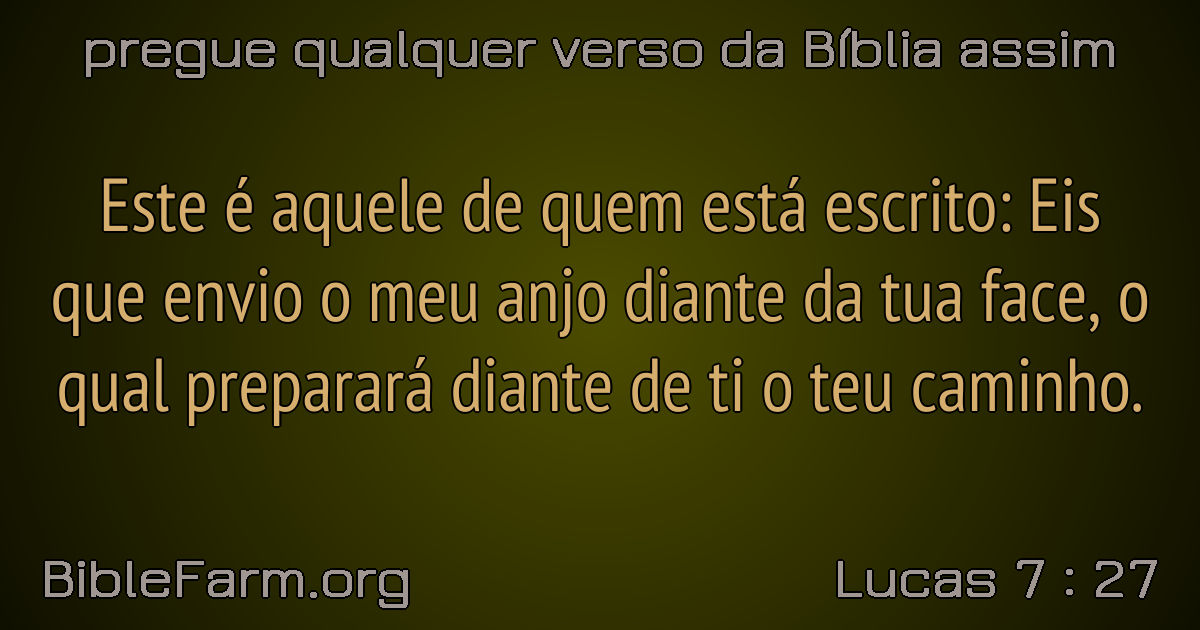 pregue qualquer verso da Bíblia assim
Este é aquele de quem está escrito: Eis
que envio o meu anjo diante da tua face, o
qual preparará diante de ti o teu caminho.
BibleFarm.org
Lucas 7 : 27